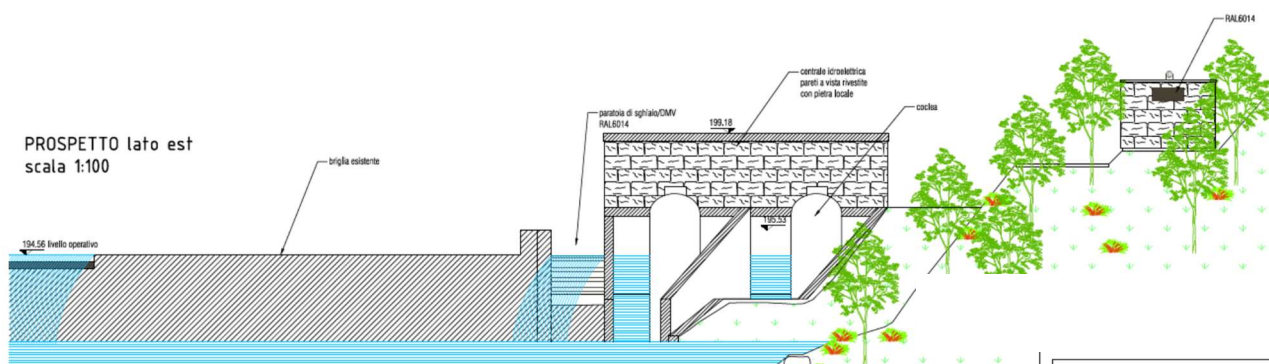 RAL6014
centrale idroelettrica
pareti a vista rivestite
con pietra locale
coclea
paratoia di sghiaio/DMV
RAL6014
199.18
PROSPETTO lato est
scala 1:100
briglia esistente
195.53
194.56 livello operativo